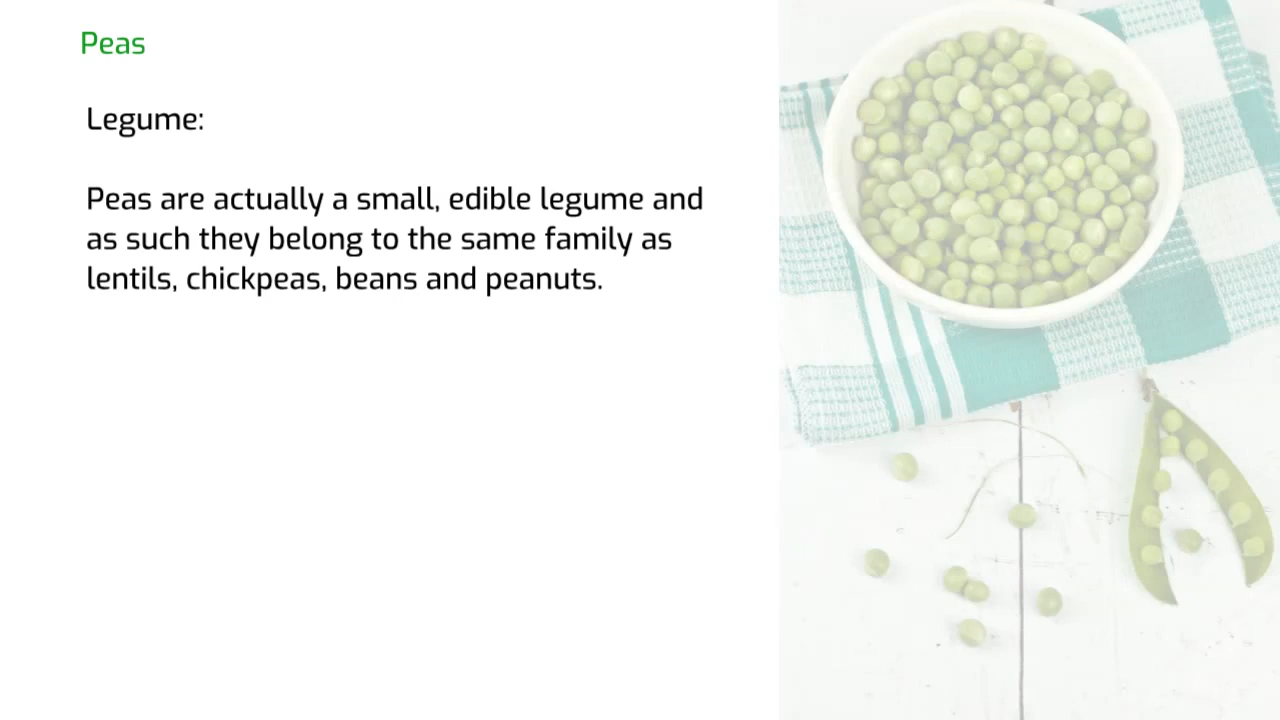 Peas
Legume:
Peas are actually a small, edible legume and
as such they belong to the same family as
lentils, chickpeas, beans and peanuts.